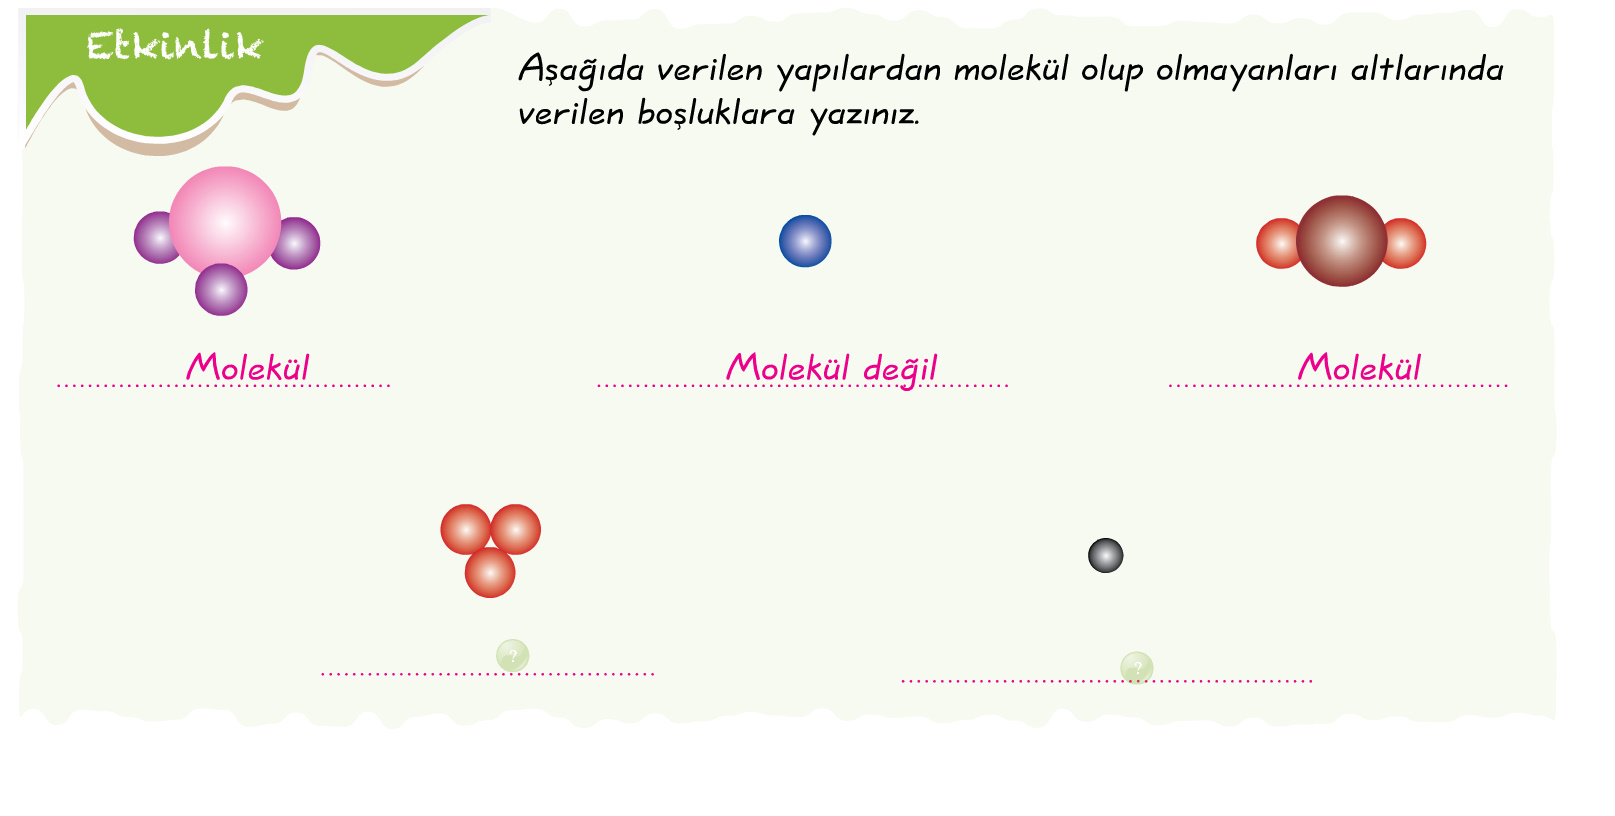 Etkinlik
Aşağıda verilen yapılardan molekül olup olmayanları altlarında
verilen boşluklara yazınız.
Molekül Molekül değil Molekül
? ?